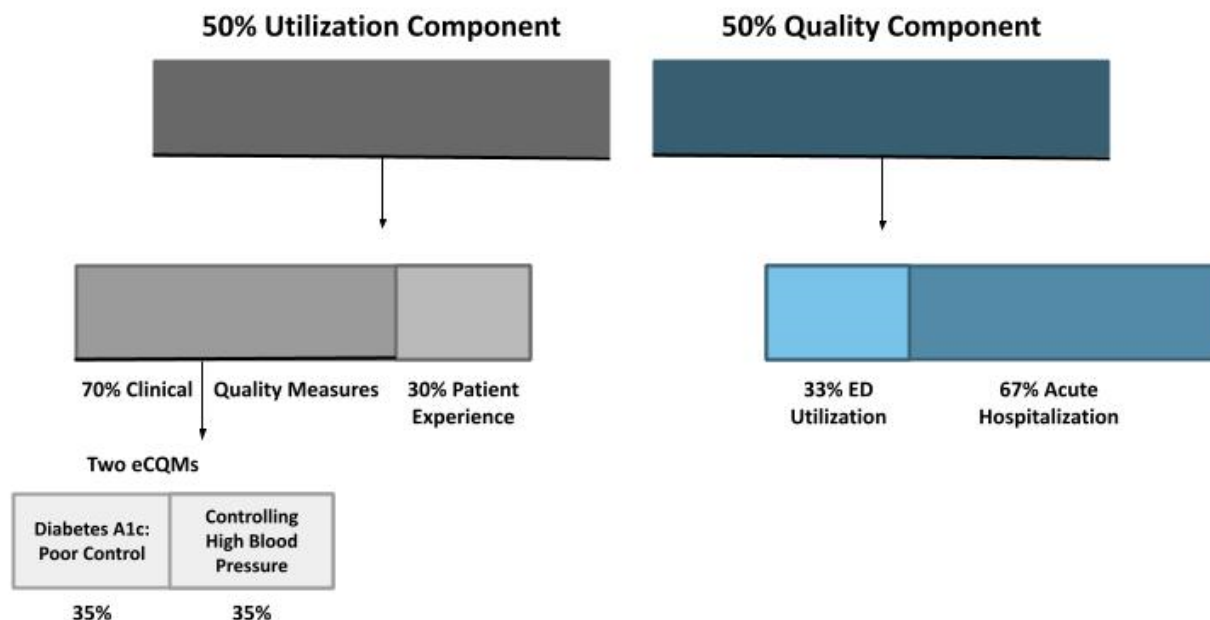 50% Utilization Component
50% Quality Component
70% Clinical Quality Measures
30% Patient
Experience
33% ED
Utilization
67% Acute
Hospitalization
Two eCQMs
Diabetes A1c:
Poor Control
Controlling
High Blood
Pressure
35%
35%